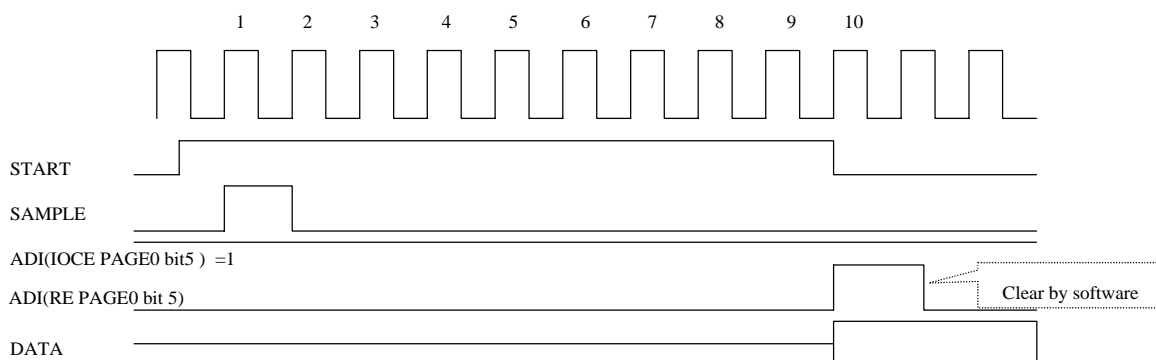 1 2 3 4 5 6 7 8 9 10
START
SAMPLE
ADI(IOCE PAGE0 bit5 ) =1
ADI(RE PAGE0 bit 5)
Clear by software
DATA